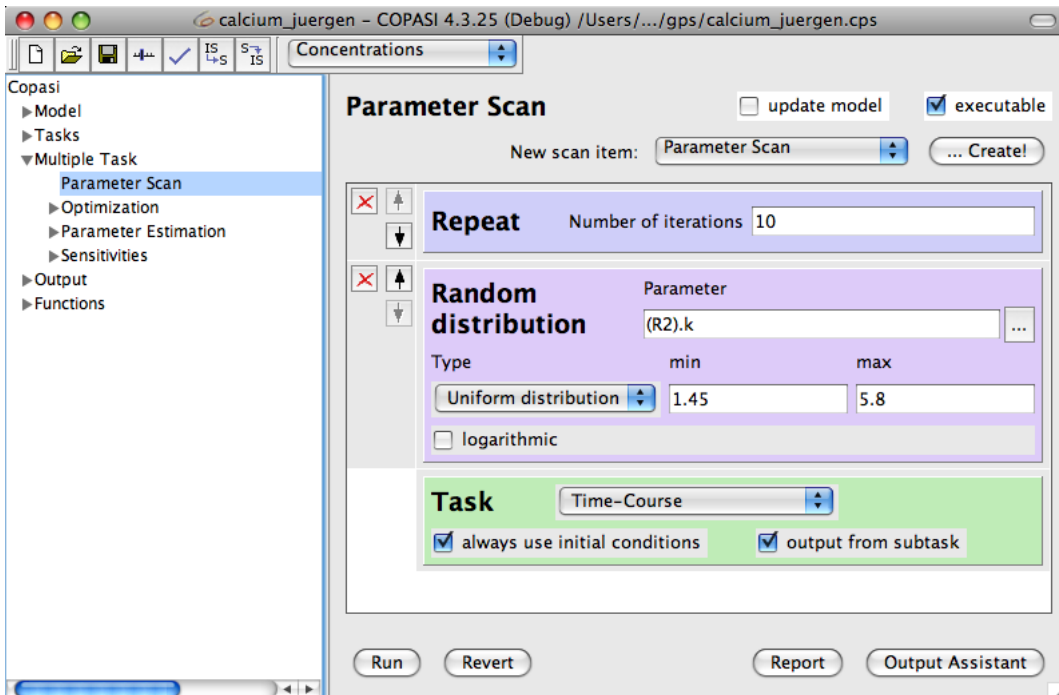 calcium_juergen – COPASI 4.3.25 (Debug) /Users/.../gps/calcium_juergen.cps
IS S S IS Concentrations
Copasi
Model
Tasks
Multiple Task
Parameter Scan
Optimization
Parameter Estimation
Sensitivities
Output
Functions
Parameter Scan update model executable
New scan item: Parameter Scan ... Create!
Repeat Number of iterations 10
Random distribution
Parameter
(R2).k ...
Type min max
Uniform distribution 1.45 5.8
logarithmic
Task Time-Course
always use initial conditions output from subtask
Run Revert Report Output Assistant